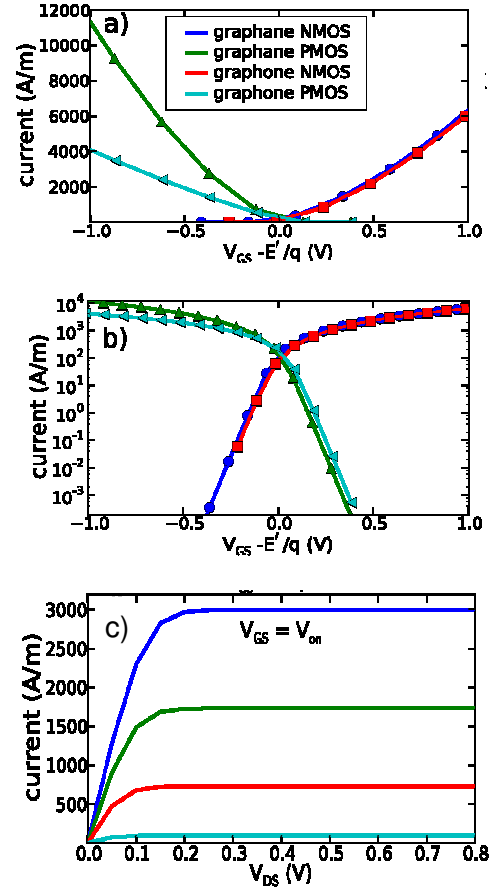 12000
a)
10000
8000
6000
4000
2000
current (A/m)
graphane NMOS
graphane PMOS
graphone NMOS
graphone PMOS
−1.0 −0.5 0.0 0.5 1.0
V_GS -E'/q (V)
10^4
b)
10^3
10^2
10^1
10^0
10^-1
10^-2
10^-3
current (A/m)
−1.0 −0.5 0.0 0.5 1.0
V_GS -E'/q (V)
3000
c)
V_GS = V_on
2500
2000
1500
1000
500
current (A/m)
0.0 0.1 0.2 0.3 0.4 0.5 0.6 0.7 0.8
V_DS (V)